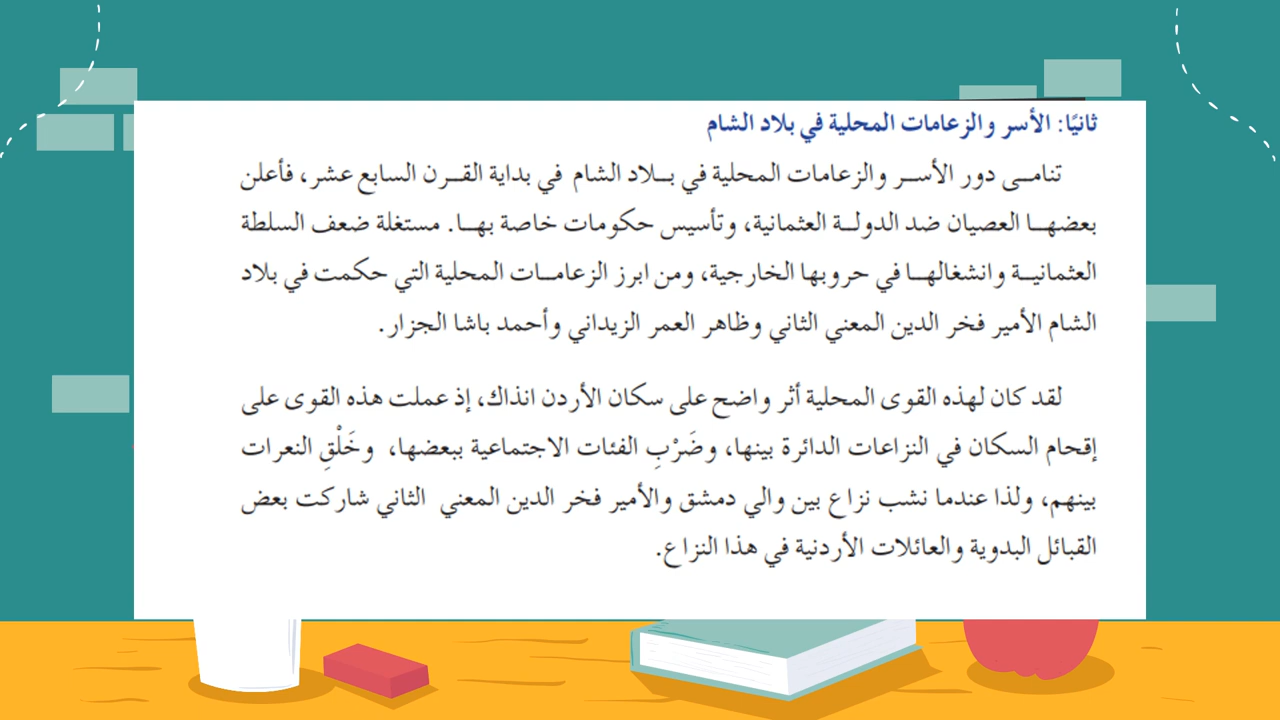 ثانيًا: الأسر والزعامات المحلية في بلاد الشام
تنامى دور الأسر والزعامات المحلية في بلاد الشام في بداية القرن السابع عشر، فأعلن
بعضها العصيان ضد الدولة العثمانية، وتأسيس حكومات خاصة بها. مستغلة ضعف السلطة
العثمانية وانشغالها في حروبها الخارجية، ومن ابرز الزعامات المحلية التي حكمت في بلاد
الشام الأمير فخر الدين المعني الثاني وظاهر العمر الزيداني وأحمد باشا الجزار.
لقد كان لهذه القوى المحلية أثر واضح على سكان الأردن انذاك، إذ عملت هذه القوى على
إقحام السكان في النزاعات الدائرة بينها، وضَرْبِ الفئات الاجتماعية ببعضها، وخَلْقِ النعرات
بينهم، ولذا عندما نشب نزاع بين والي دمشق والأمير فخر الدين المعني الثاني شاركت بعض
القبائل البدوية والعائلات الأردنية في هذا النزاع.